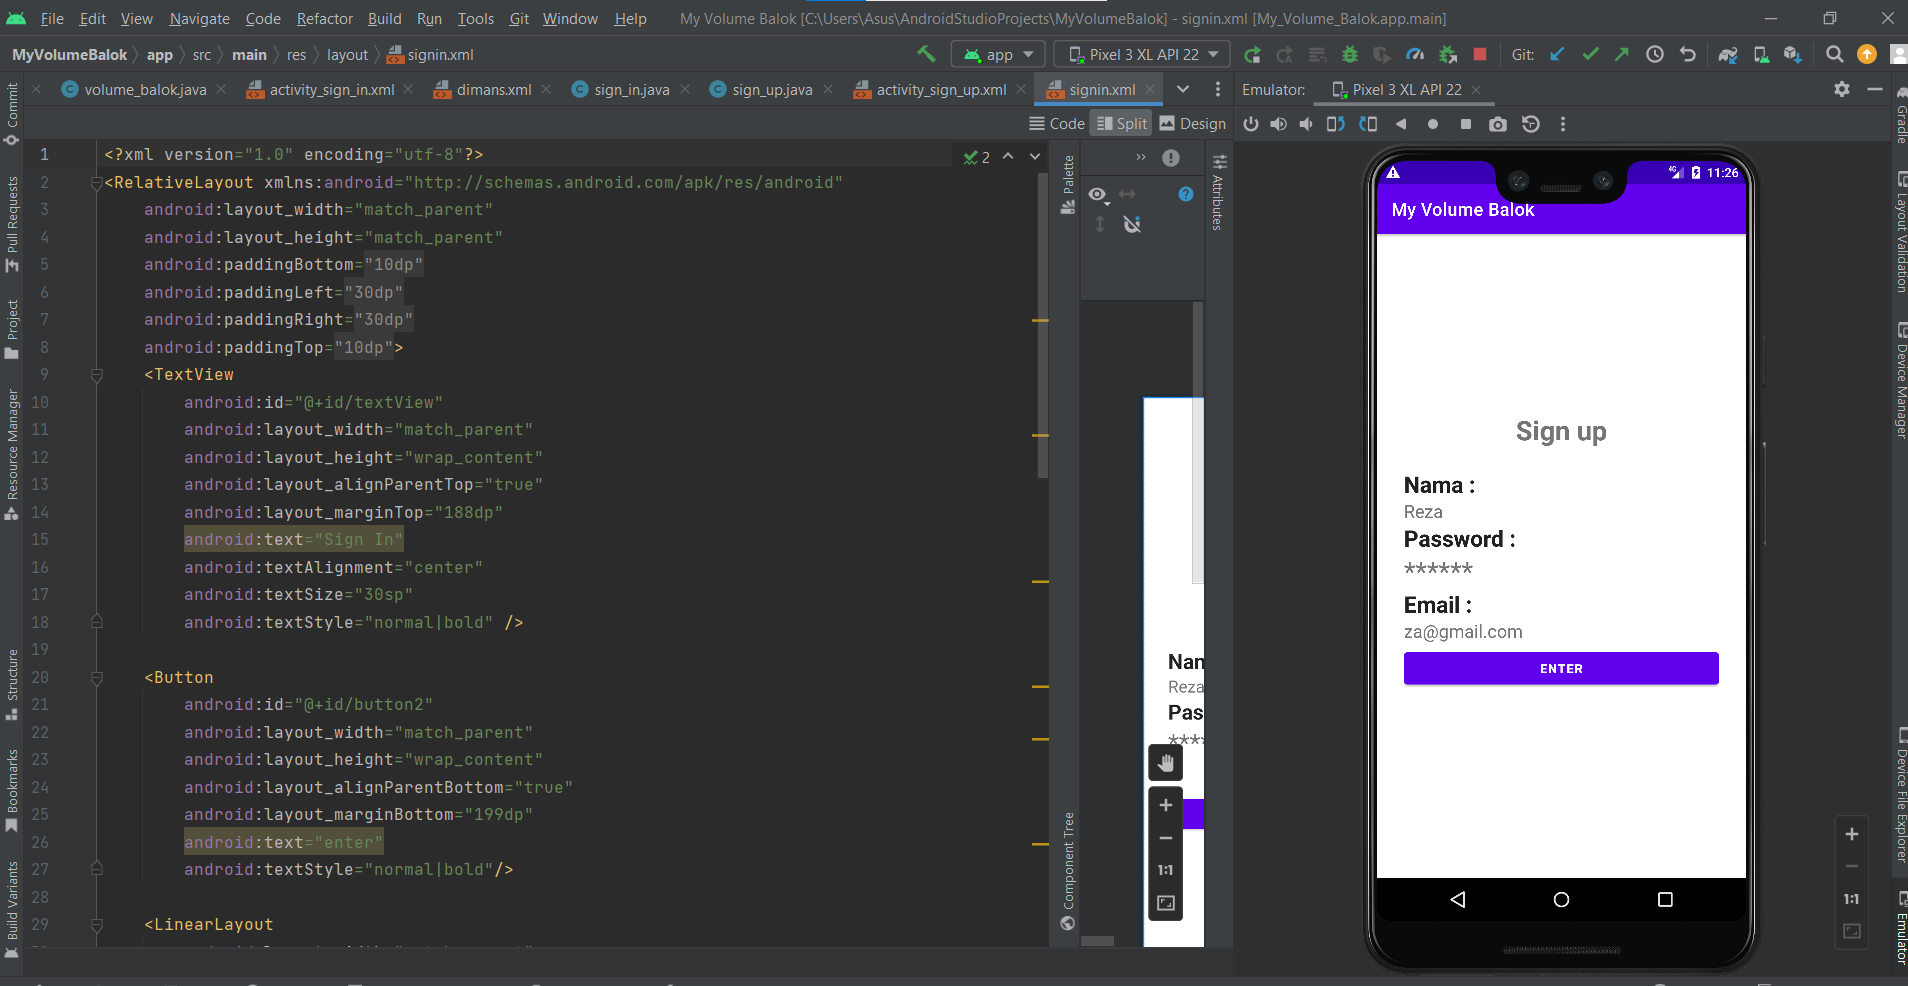 File Edit View Navigate Code Refactor Build Run Tools Git Window Help My Volume Balok [C:\Users\Asus\AndroidStudioProjects\MyVolumeBalok] - signin.xml [My_Volume_Balok.app.main]
MyVolumeBalok app src main res layout signin.xml app Pixel 3 XL API 22 Git:
volume_balok.java activity_sign_in.xml dimans.xml sign_in.java sign_up.java activity_sign_up.xml signin.xml Emulator: Pixel 3 XL API 22
Code Split Design
Commit
Pull Requests
Project
Resource Manager
Structure
Bookmarks
Build Variants
1 <?xml version="1.0" encoding="utf-8"?>
2 <RelativeLayout xmlns:android="http://schemas.android.com/apk/res/android"
3 android:layout_width="match_parent"
4 android:layout_height="match_parent"
5 android:paddingBottom="10dp"
6 android:paddingLeft="30dp"
7 android:paddingRight="30dp"
8 android:paddingTop="10dp">
9 <TextView
10 android:id="@+id/textView"
11 android:layout_width="match_parent"
12 android:layout_height="wrap_content"
13 android:layout_alignParentTop="true"
14 android:layout_marginTop="188dp"
15 android:text="Sign In"
16 android:textAlignment="center"
17 android:textSize="30sp"
18 android:textStyle="normal|bold" />
19
20 <Button
21 android:id="@+id/button2"
22 android:layout_width="match_parent"
23 android:layout_height="wrap_content"
24 android:layout_alignParentBottom="true"
25 android:layout_marginBottom="199dp"
26 android:text="enter"
27 android:textStyle="normal|bold"/>
28
29 <LinearLayout
2
Palette
Component Tree
Nan
Reza
Pas
****
1:1
Attributes
4G 11:26
My Volume Balok
Sign up
Nama :
Reza
Password :
******
Email :
za@gmail.com
ENTER
1:1
Gradle
Layout Validation
Device Manager
Device File Explorer
Emulator